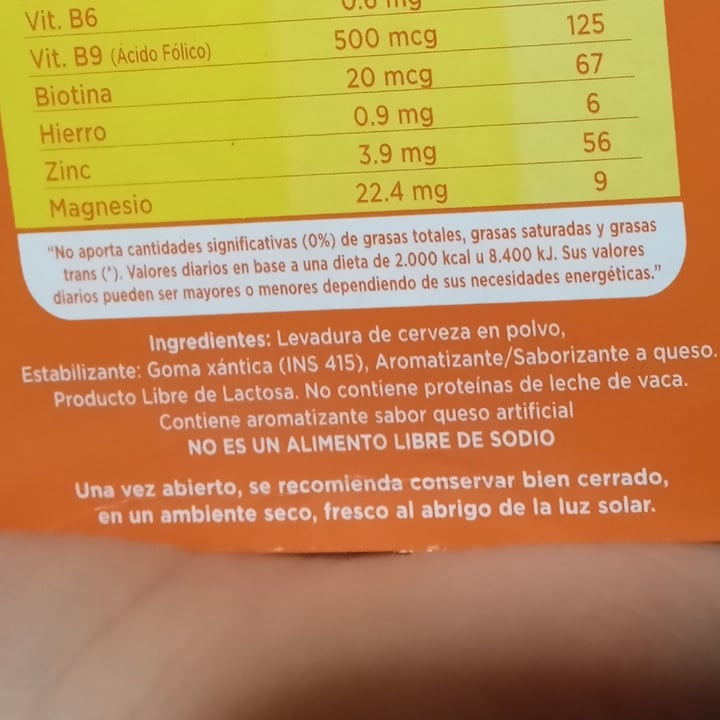 Vit. B6 0.6 mg
Vit. B9 (Ácido Fólico) 500 mcg 125
Biotina 20 mcg 67
Hierro 0.9 mg 6
Zinc 3.9 mg 56
Magnesio 22.4 mg 9
"No aporta cantidades significativas (0%) de grasas totales, grasas saturadas y grasas
trans (*). Valores diarios en base a una dieta de 2.000 kcal u 8.400 kJ. Sus valores
diarios pueden ser mayores o menores dependiendo de sus necesidades energéticas."
Ingredientes: Levadura de cerveza en polvo,
Estabilizante: Goma xántica (INS 415), Aromatizante/Saborizante a queso.
Producto Libre de Lactosa. No contiene proteínas de leche de vaca.
Contiene aromatizante sabor queso artificial
NO ES UN ALIMENTO LIBRE DE SODIO
Una vez abierto, se recomienda conservar bien cerrado,
en un ambiente seco, fresco al abrigo de la luz solar.